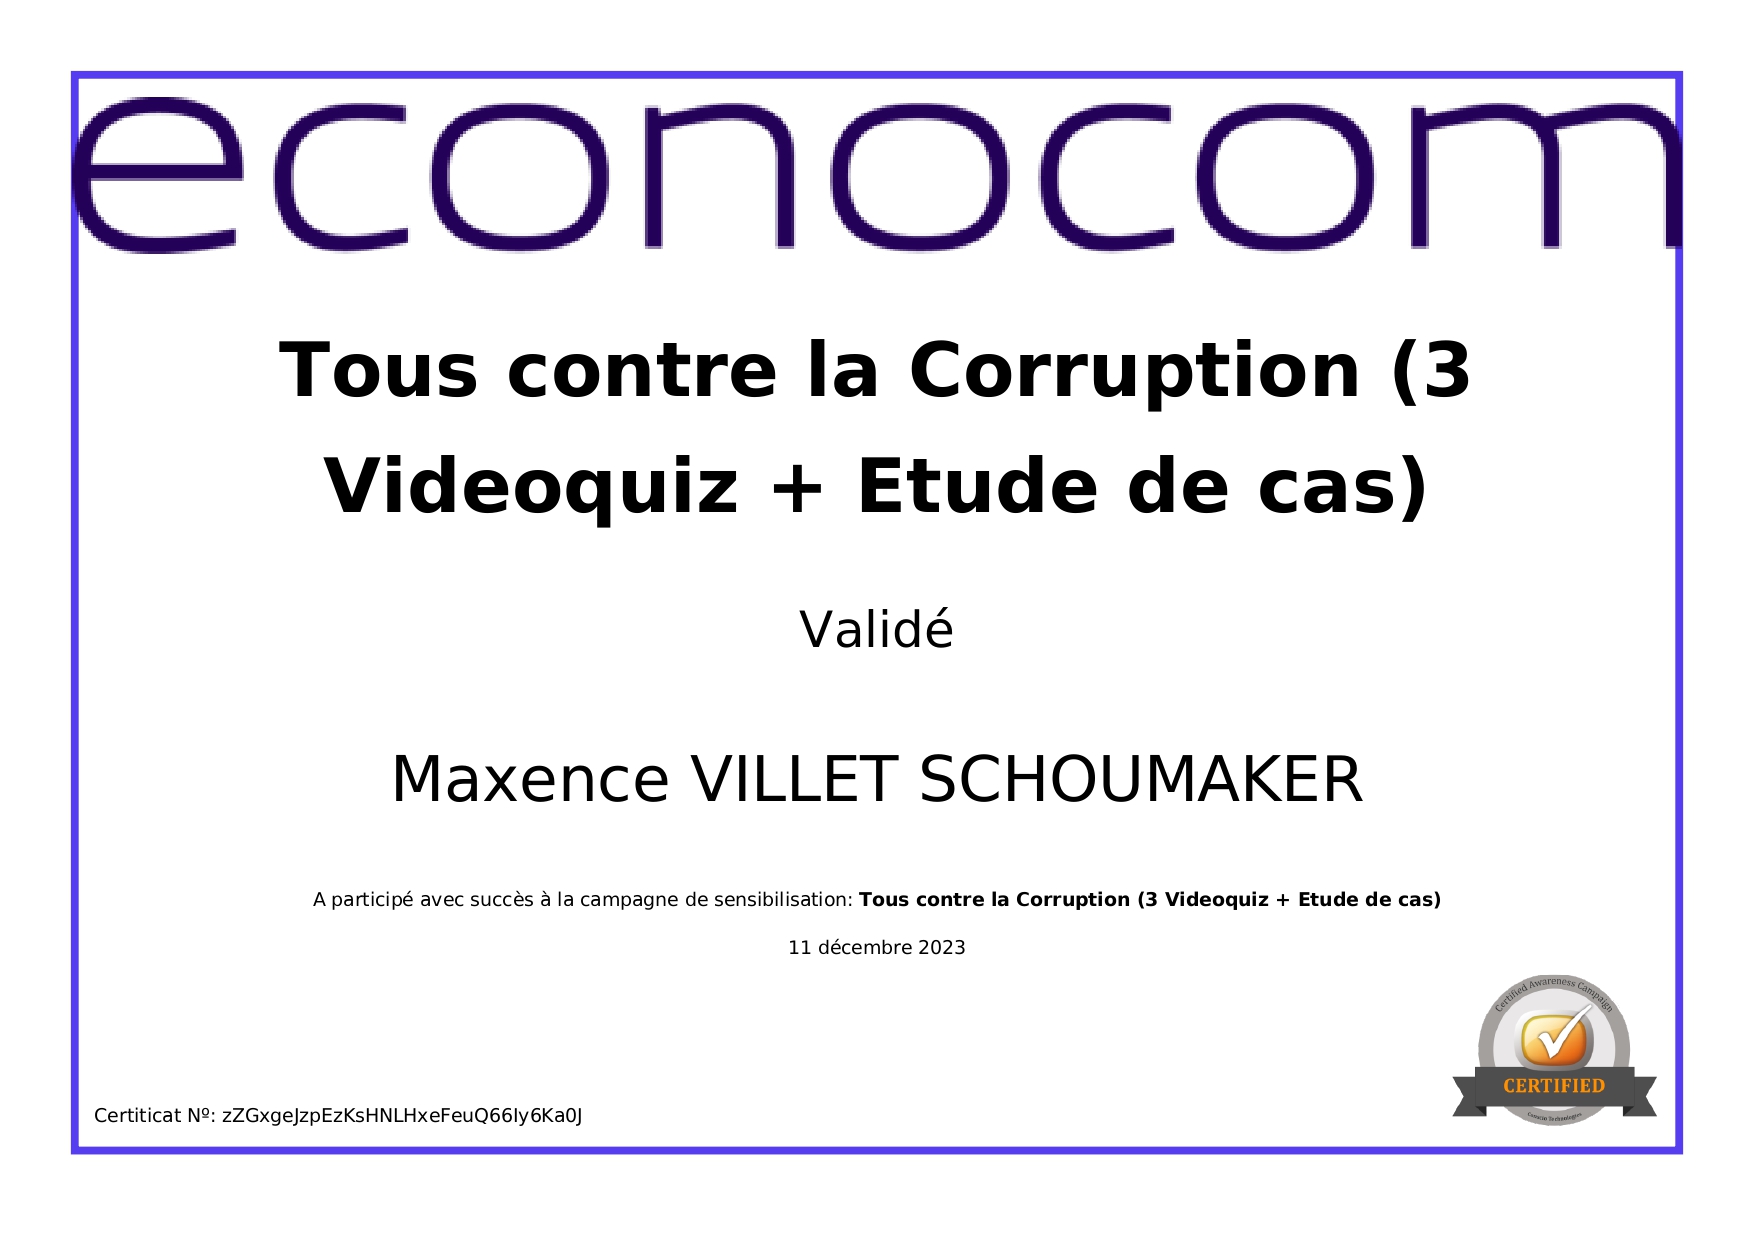 econocom
Tous contre la Corruption (3
Videoquiz + Etude de cas)
Validé
Maxence VILLET SCHOUMAKER
A participé avec succès à la campagne de sensibilisation: Tous contre la Corruption (3 Videoquiz + Etude de cas)
11 décembre 2023
Certified Awareness Campaign
CERTIFIED
Certiticat Nº: zZGxgeJzpEzKsHNLHxeFeuQ66Iy6Ka0J